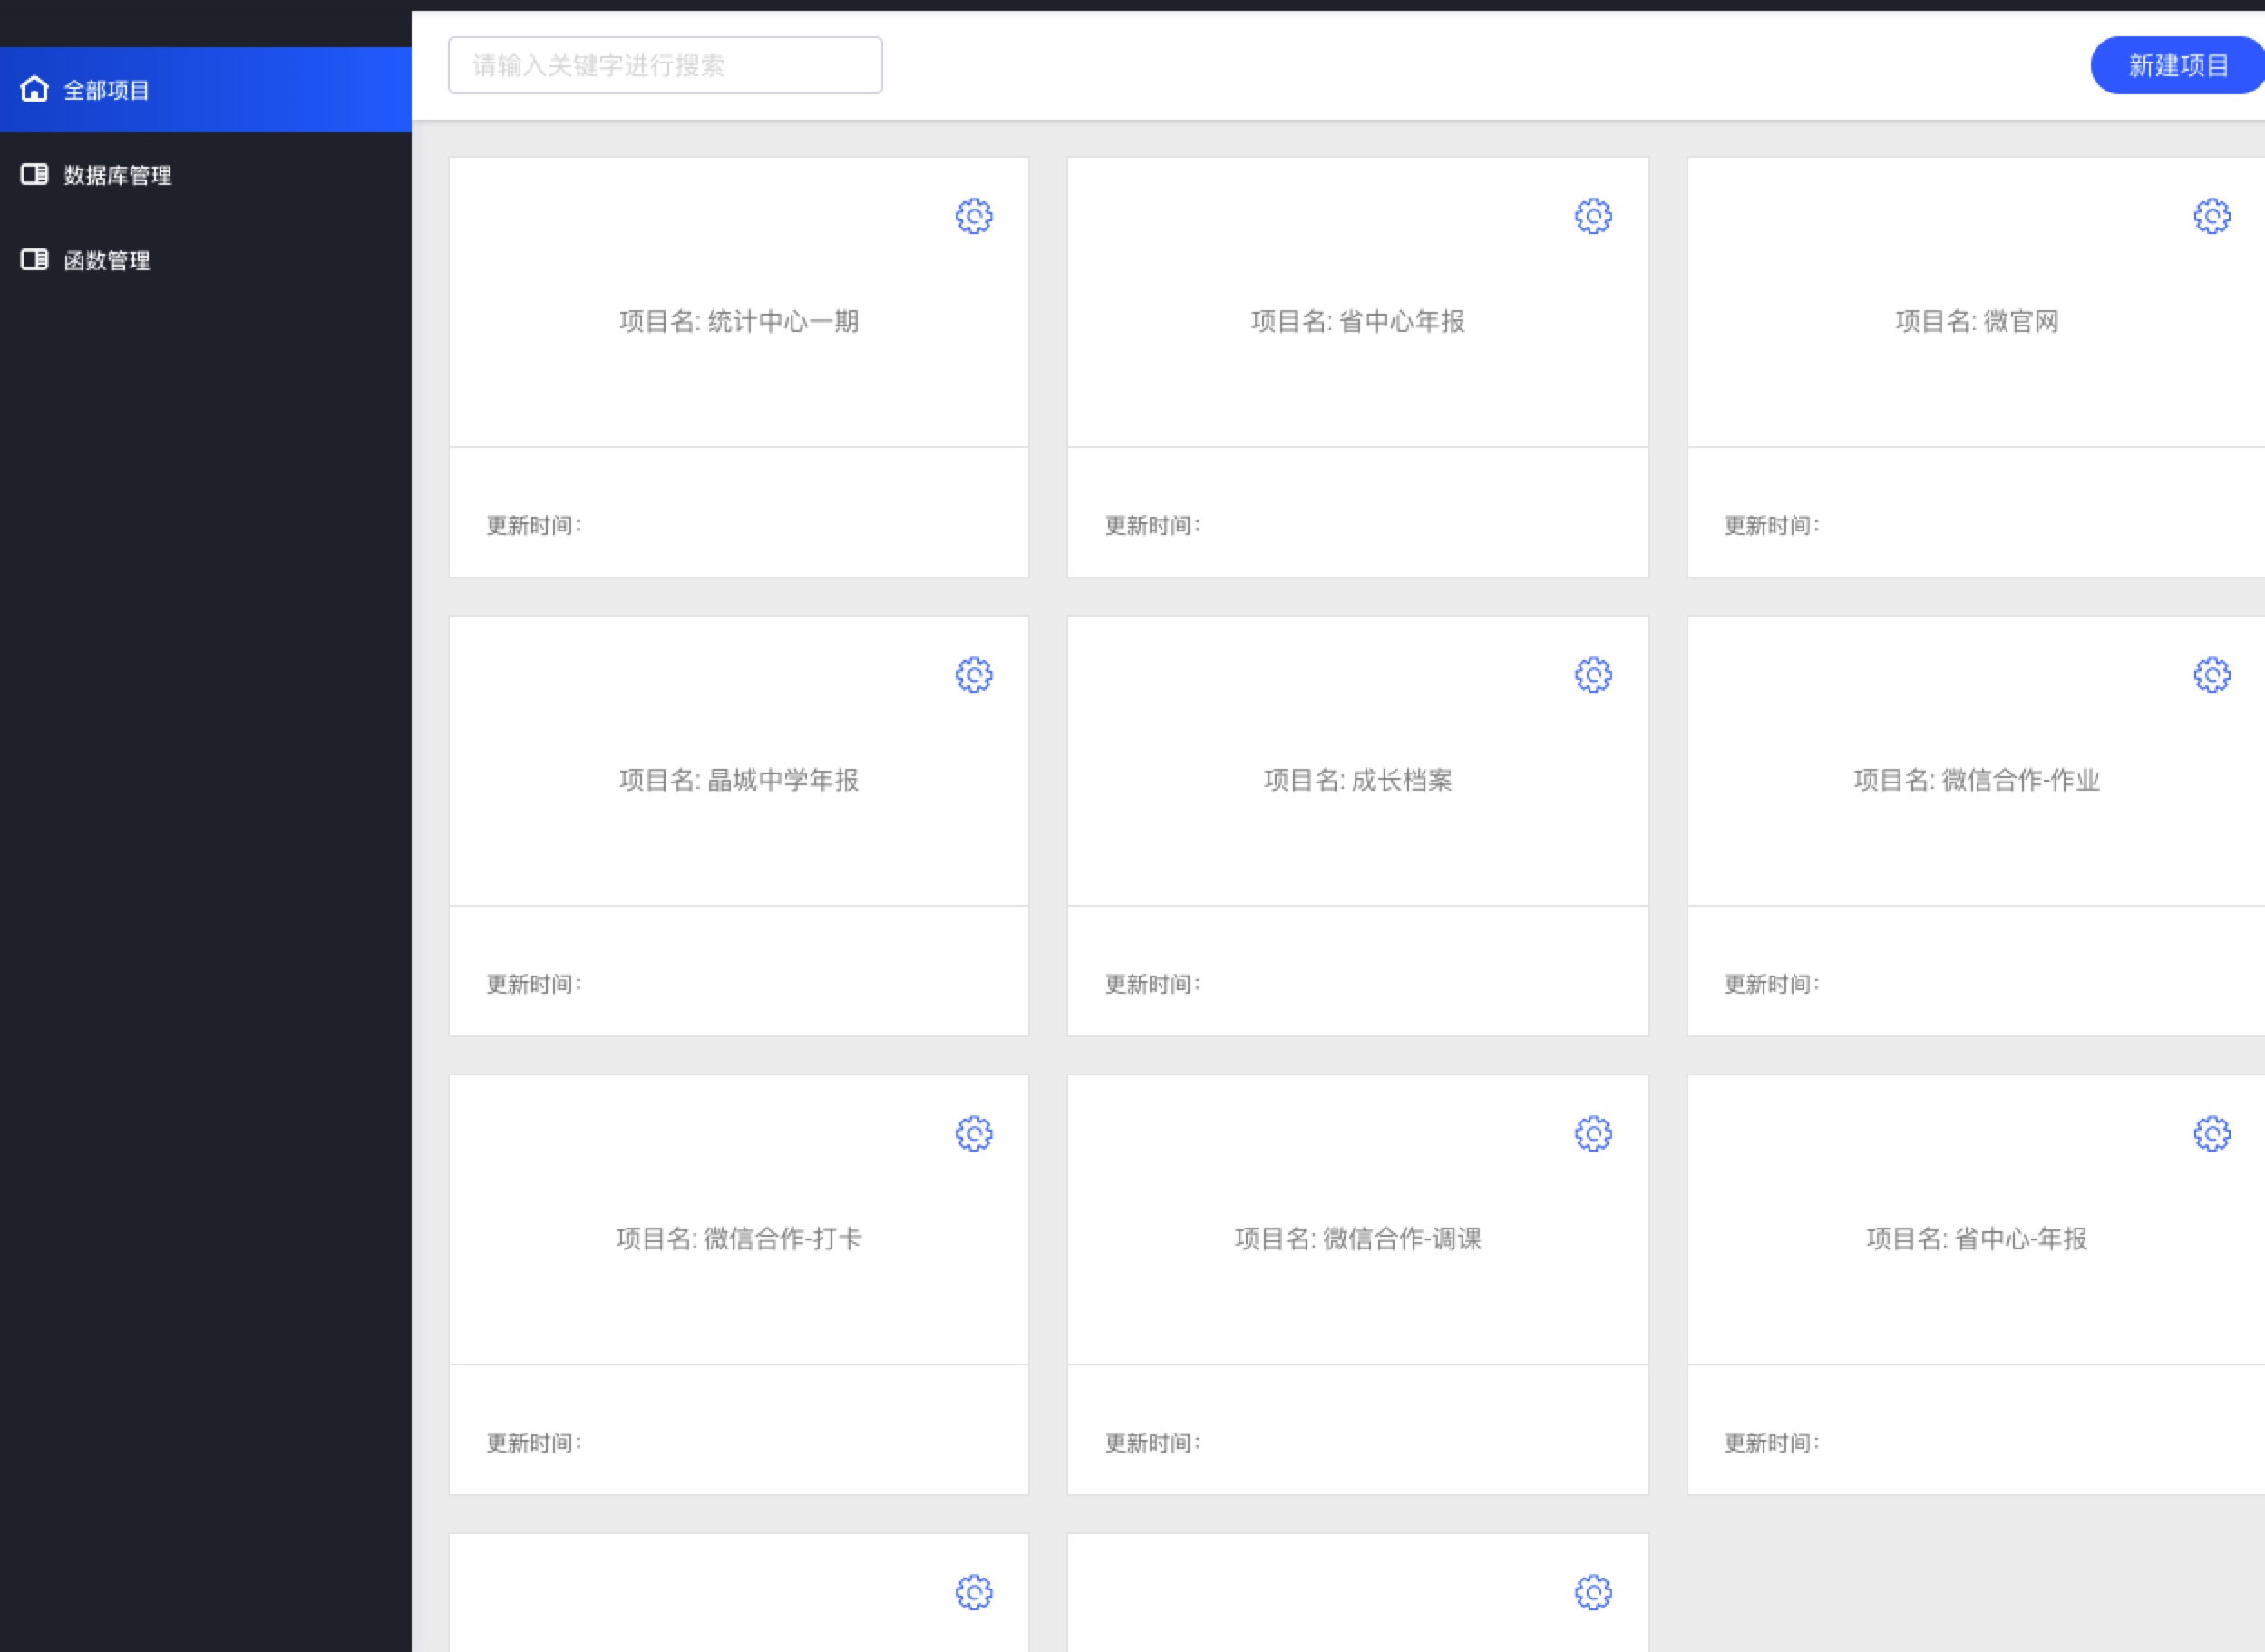 全部项目
数据库管理
函数管理
请输入关键字进行搜索
新建项目
项目名: 统计中心一期
项目名: 省中心年报
项目名: 微官网
更新时间:
更新时间:
更新时间:
项目名: 晶城中学年报
项目名: 成长档案
项目名: 微信合作-作业
更新时间:
更新时间:
更新时间:
项目名: 微信合作-打卡
项目名: 微信合作-调课
项目名: 省中心-年报
更新时间:
更新时间:
更新时间: